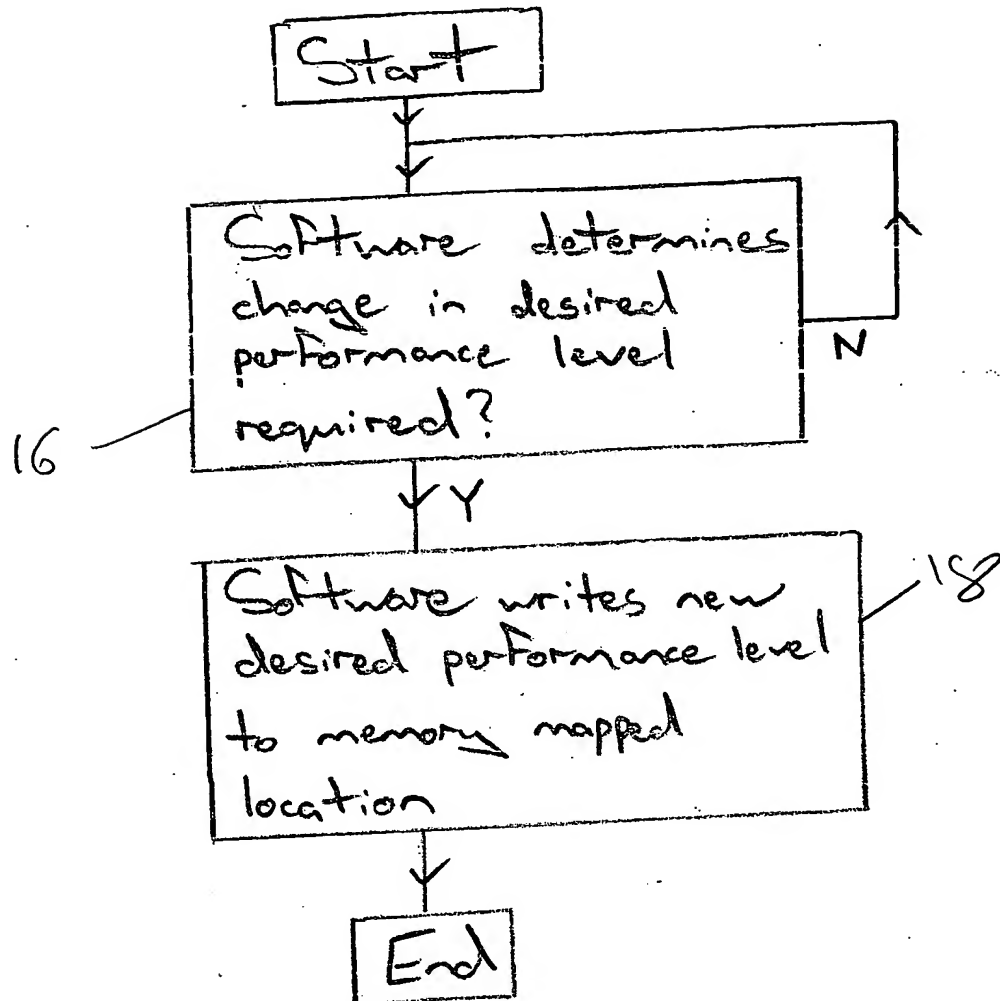 Start
Software determines
change in desired
performance level
required?
N
16
Y
Software writes new
desired performance level
to memory mapped
location
18
End